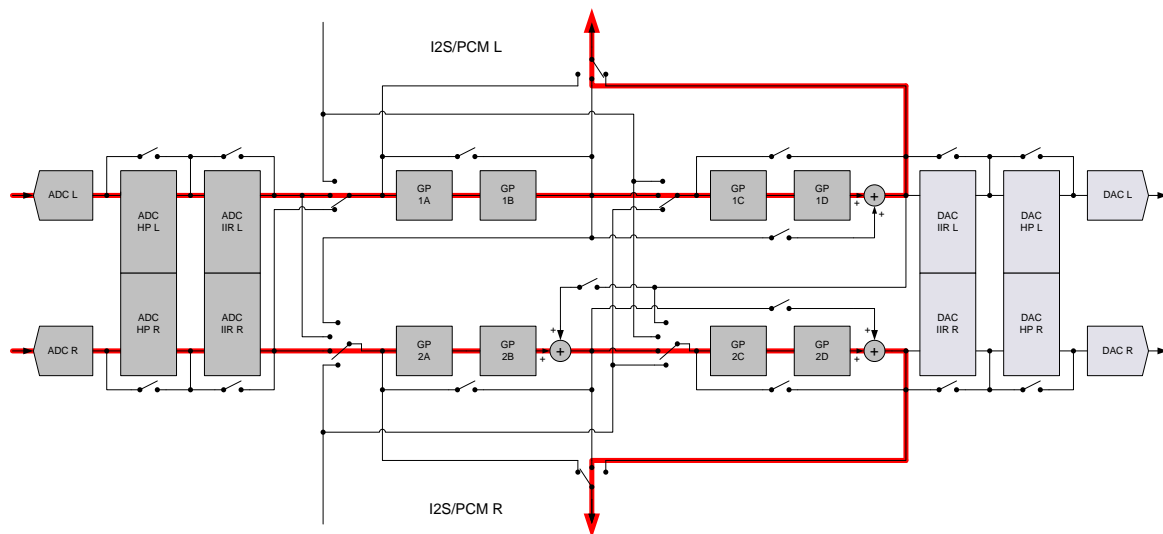 I2S/PCM L
ADC L
ADC
HP L
ADC
IIR L
GP
1A
GP
1B
GP
1C
GP
1D
+
+
+
DAC
IIR L
DAC
HP L
DAC L
ADC R
ADC
HP R
ADC
IIR R
GP
2A
GP
2B
+
+
+
GP
2C
GP
2D
+
+
+
DAC
IIR R
DAC
HP R
DAC R
I2S/PCM R